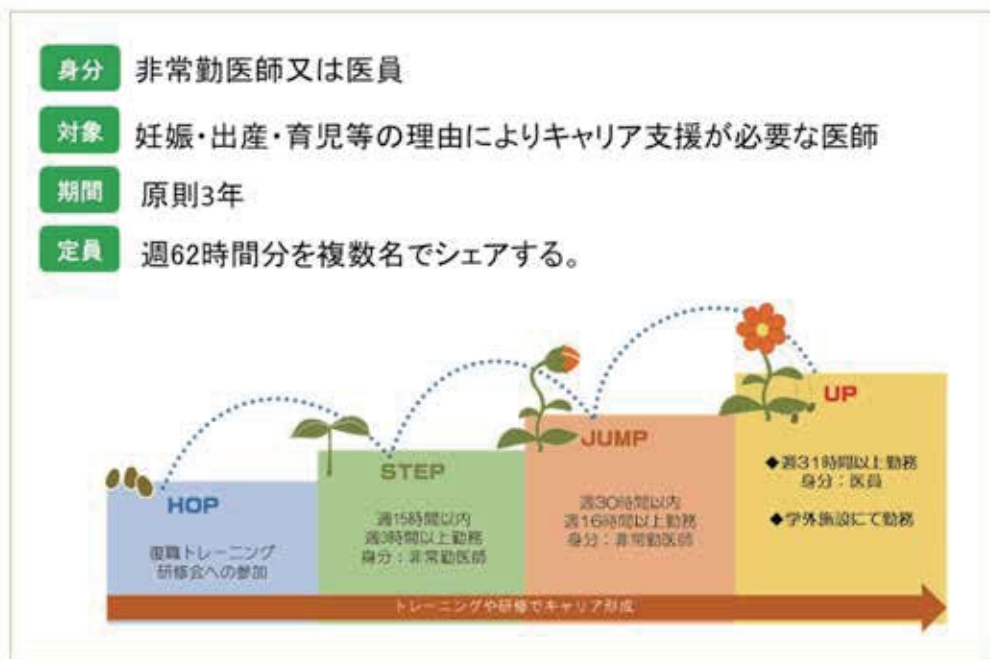 身分 非常勤医師又は医員
対象 妊娠・出産・育児等の理由によりキャリア支援が必要な医師
期間 原則3年
定員 週62時間分を複数名でシェアする。
HOP
復職トレーニング
研修会への参加
STEP
週15時間以内
週3時間以上勤務
身分：非常勤医師
JUMP
週30時間以内
週16時間以上勤務
身分：非常勤医師
UP
◆週31時間以上勤務
身分：医員
◆学外施設にて勤務
トレーニングや研修でキャリア形成